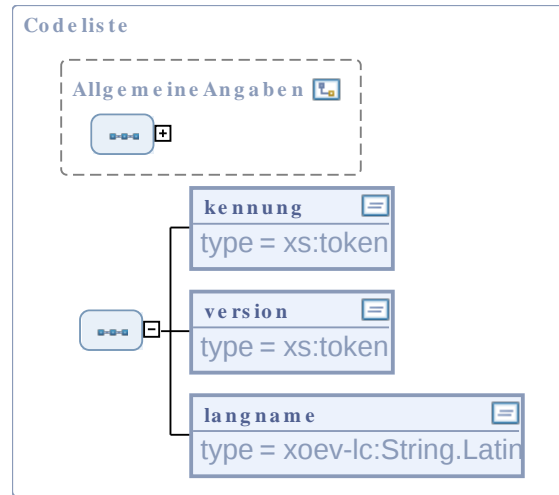 Codeliste
AllgemeineAngaben
kennung
type = xs:token
version
type = xs:token
langname
type = xoev-lc:String.Latin